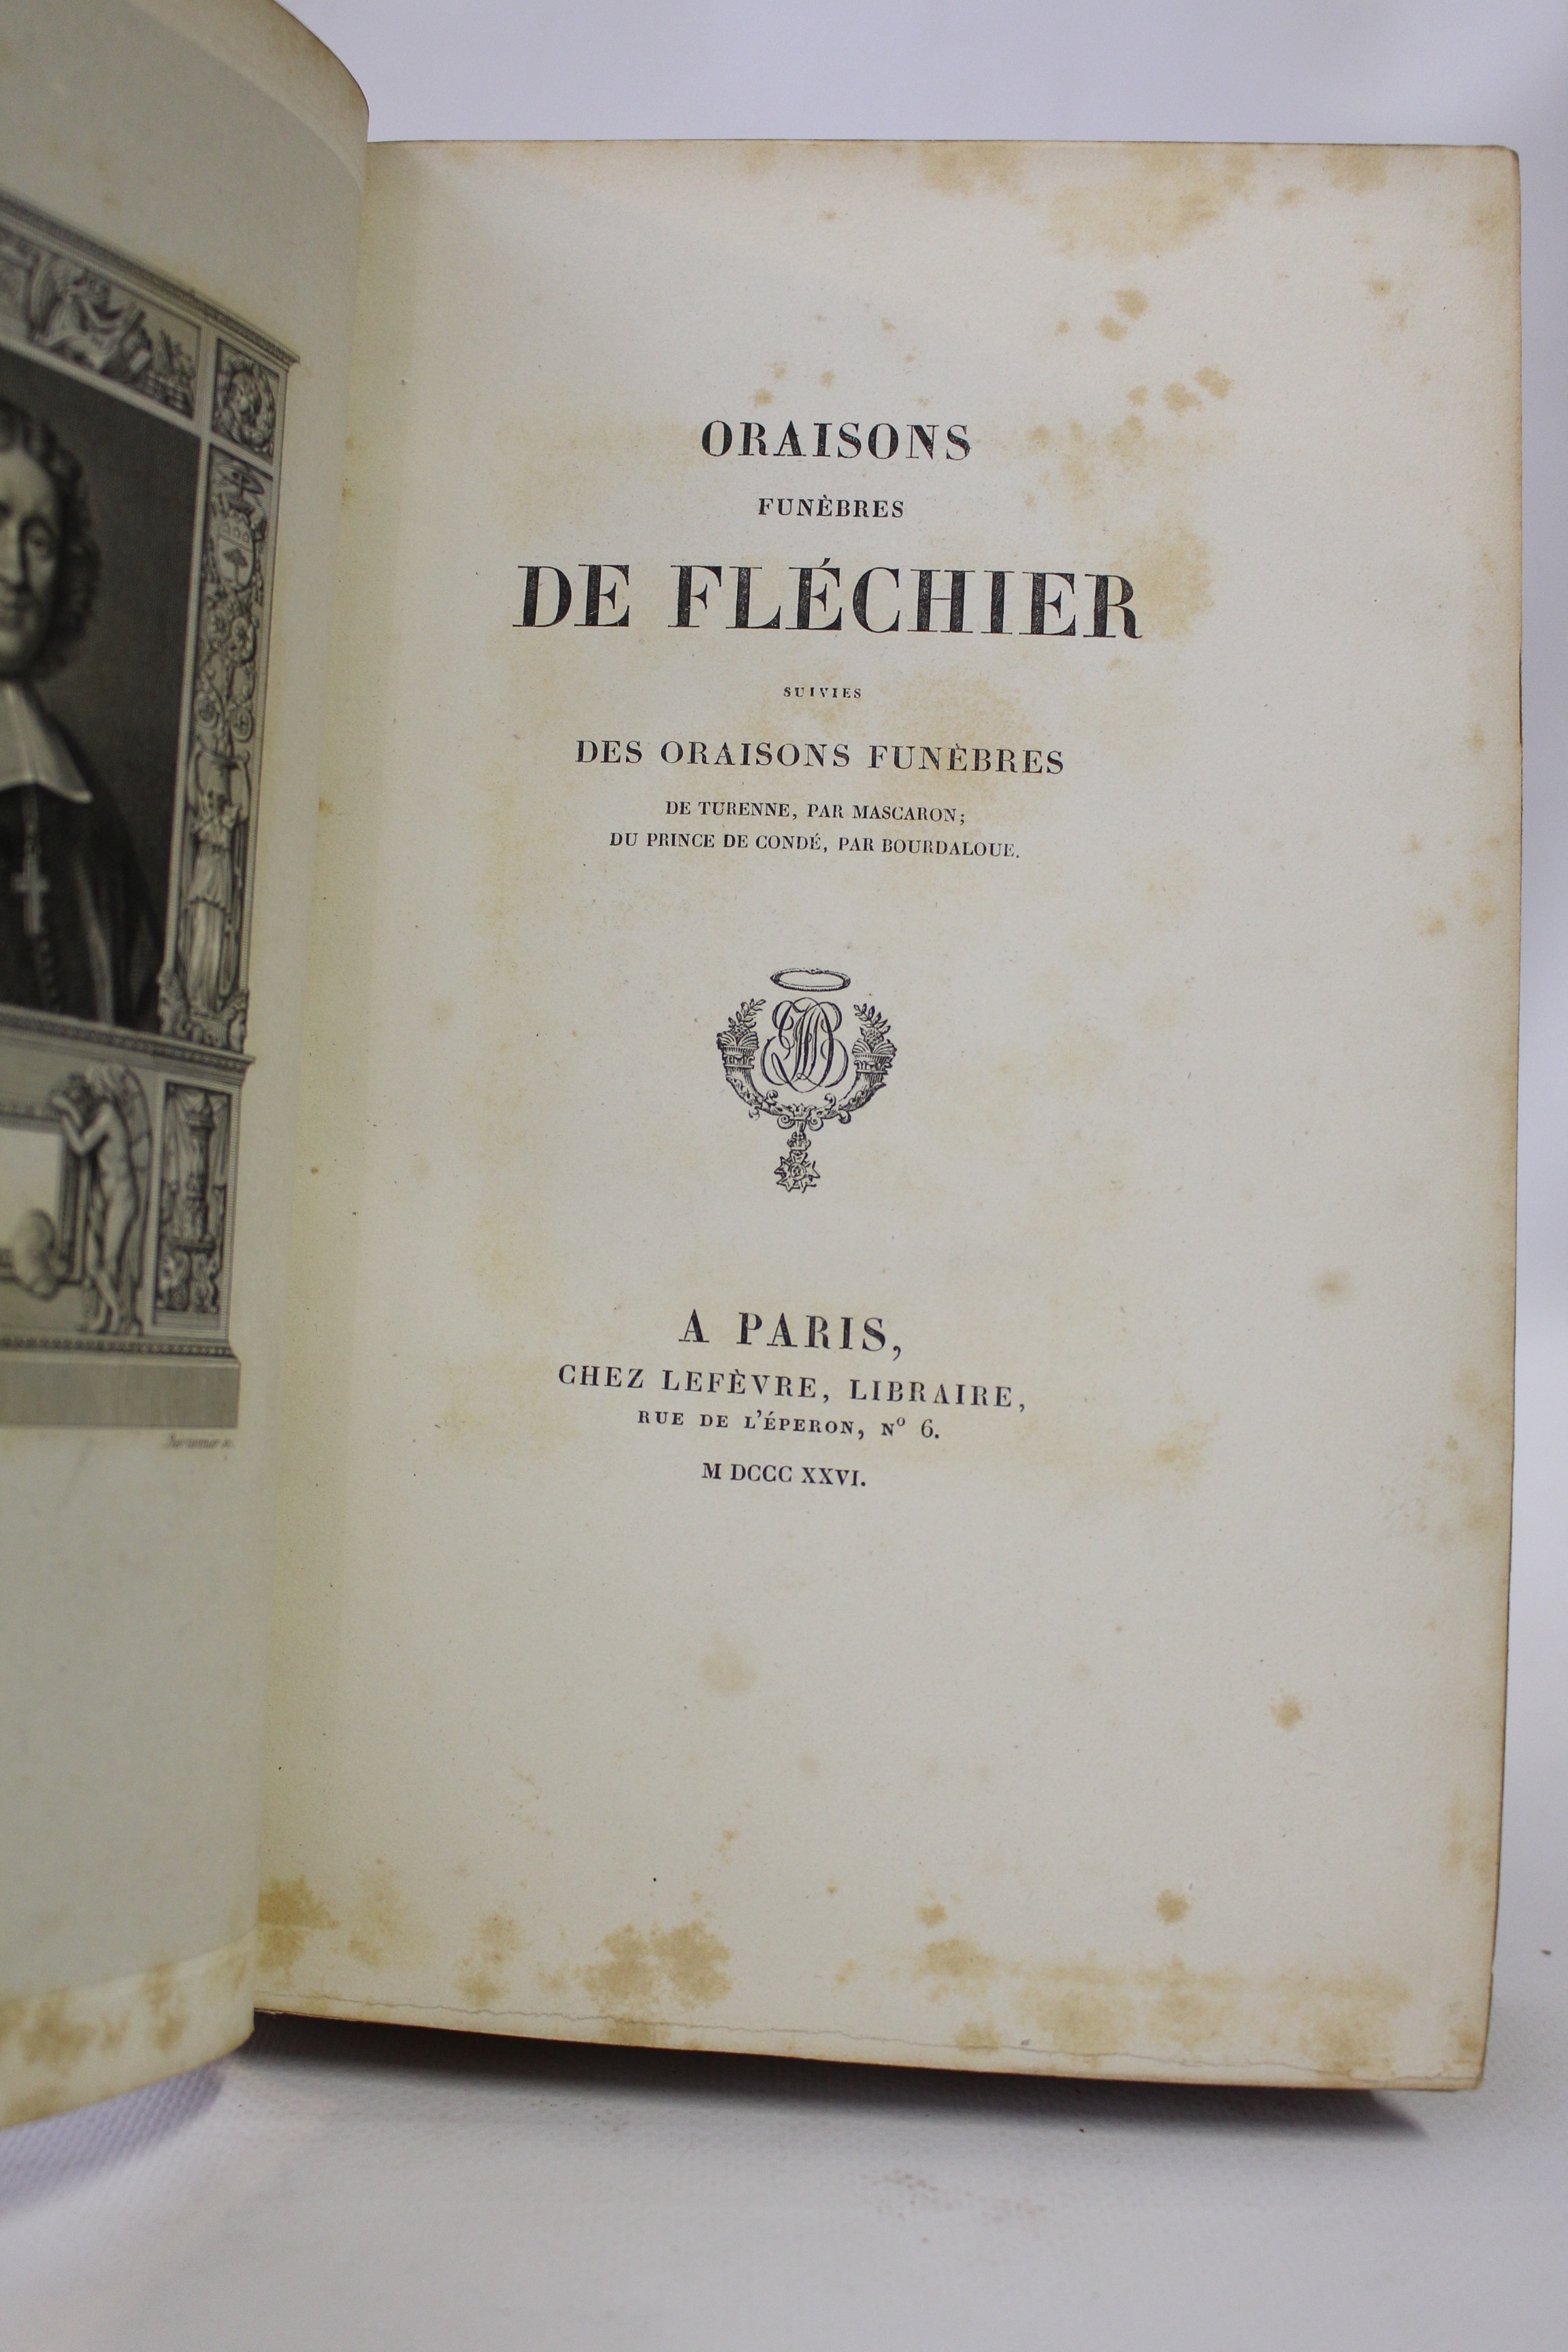 ORAISONS
FUNÈBRES
DE FLÉCHIER
SUIVIES
DES ORAISONS FUNÈBRES
DE TURENNE, PAR MASCARON;
DU PRINCE DE CONDÉ, PAR BOURDALOUE.
A PARIS,
CHEZ LEFÈVRE, LIBRAIRE,
RUE DE L'ÉPERON, Nº 6.
M DCCC XXVI.